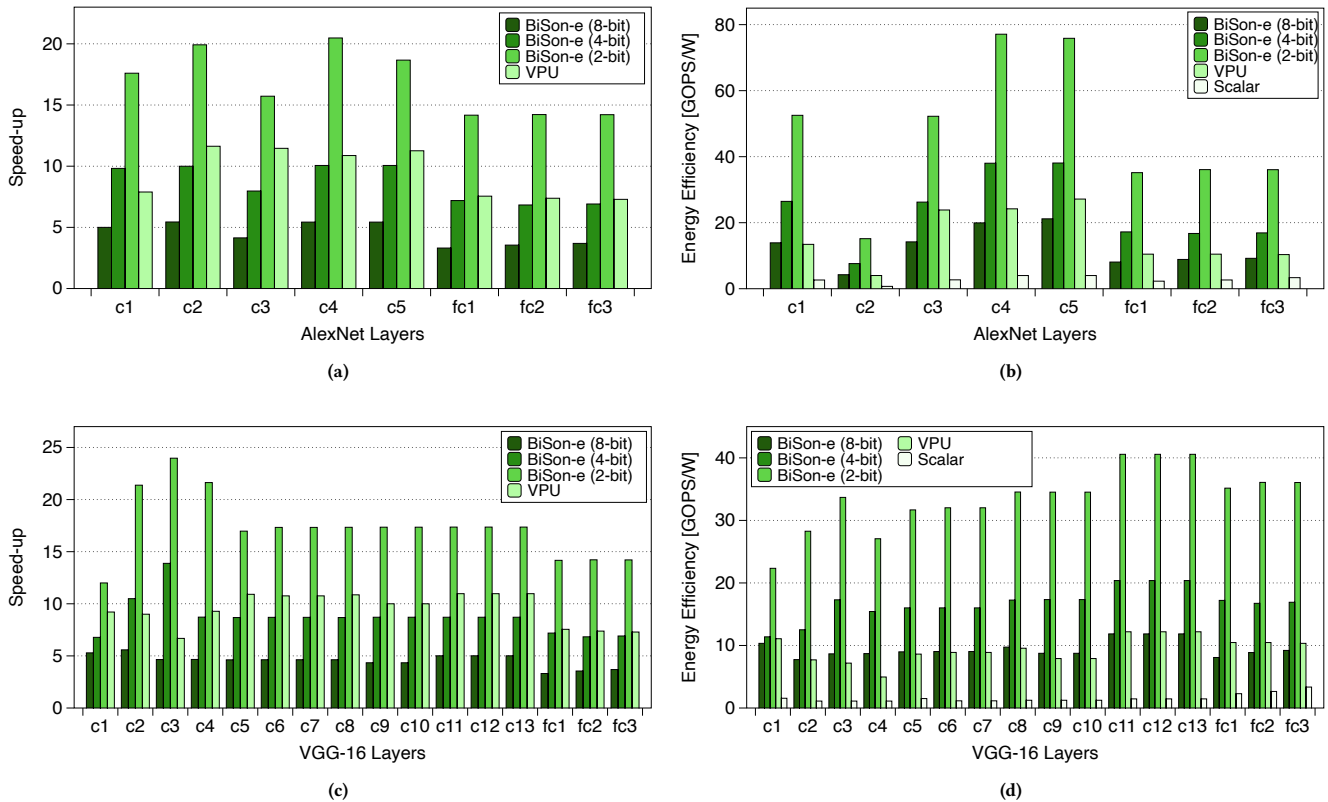 BiSon-e (8-bit)
BiSon-e (4-bit)
BiSon-e (2-bit)
VPU
Speed-up
20
15
10
5
0
c1 c2 c3 c4 c5 fc1 fc2 fc3
AlexNet Layers
(a)
BiSon-e (8-bit)
BiSon-e (4-bit)
BiSon-e (2-bit)
VPU
Scalar
Energy Efficiency [GOPS/W]
80
60
40
20
0
c1 c2 c3 c4 c5 fc1 fc2 fc3
AlexNet Layers
(b)
BiSon-e (8-bit)
BiSon-e (4-bit)
BiSon-e (2-bit)
VPU
Speed-up
25
20
15
10
5
0
c1 c2 c3 c4 c5 c6 c7 c8 c9 c10 c11 c12 c13 fc1 fc2 fc3
VGG-16 Layers
(c)
BiSon-e (8-bit) VPU
BiSon-e (4-bit) Scalar
BiSon-e (2-bit)
Energy Efficiency [GOPS/W]
40
30
20
10
0
c1 c2 c3 c4 c5 c6 c7 c8 c9 c10 c11 c12 c13 fc1 fc2 fc3
VGG-16 Layers
(d)